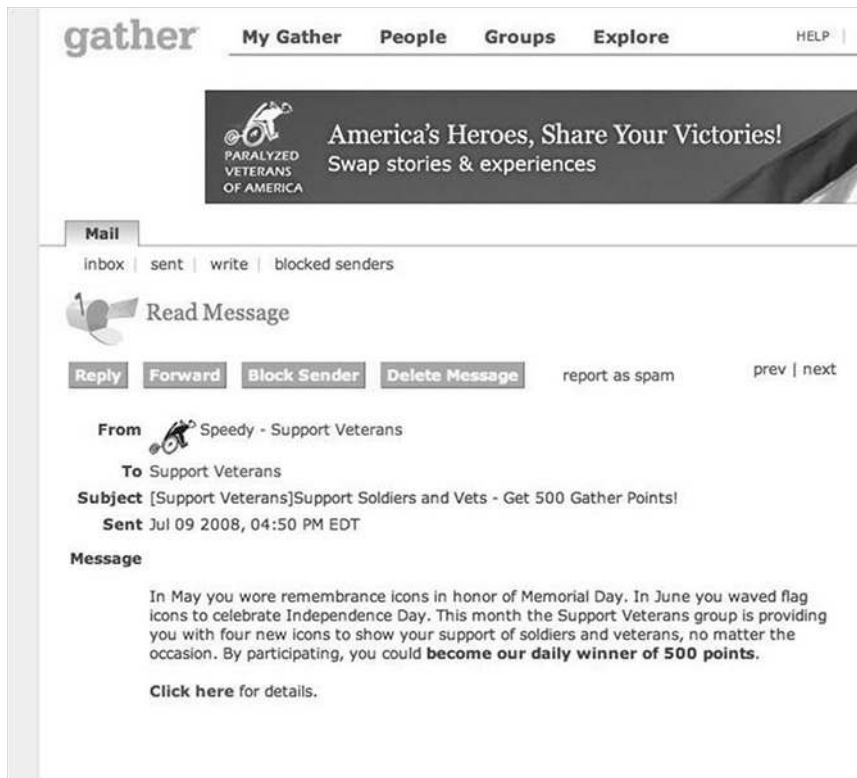 gather My Gather People Groups Explore HELP |
America's Heroes, Share Your Victories!
Swap stories & experiences
PARALYZED
VETERANS
OF AMERICA
Mail
inbox | sent | write | blocked senders
Read Message
Reply Forward Block Sender Delete Message report as spam prev | next
From Speedy - Support Veterans
To Support Veterans
Subject [Support Veterans]Support Soldiers and Vets - Get 500 Gather Points!
Sent Jul 09 2008, 04:50 PM EDT
Message
In May you wore remembrance icons in honor of Memorial Day. In June you waved flag
icons to celebrate Independence Day. This month the Support Veterans group is providing
you with four new icons to show your support of soldiers and veterans, no matter the
occasion. By participating, you could become our daily winner of 500 points.
Click here for details.